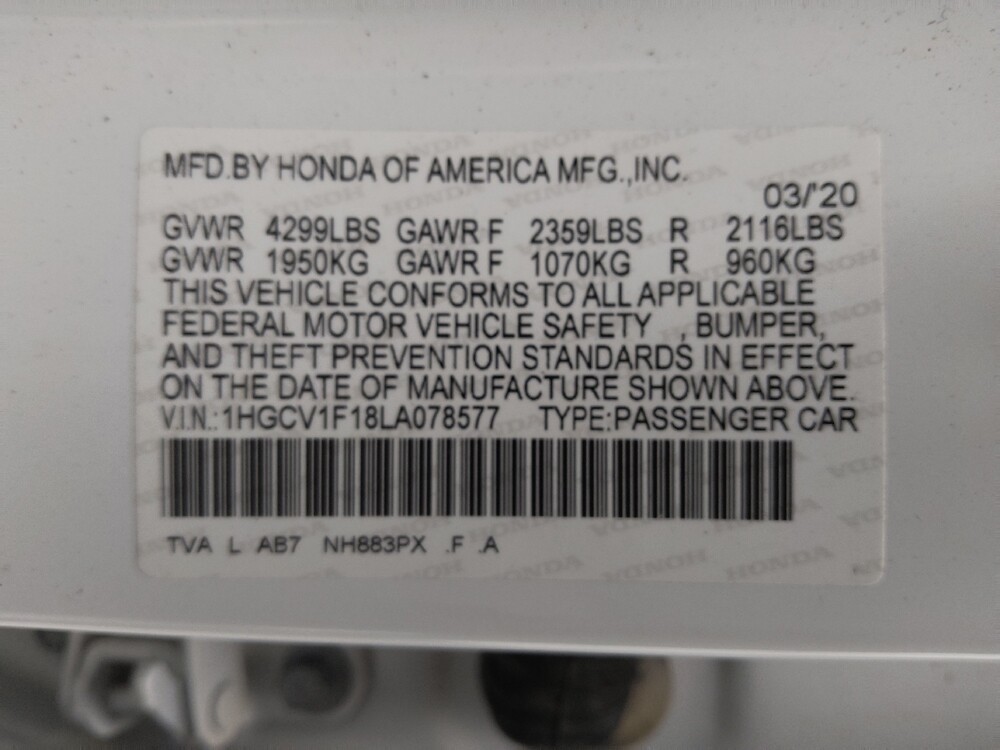 MFD.BY HONDA OF AMERICA MFG.,INC.
03/'20
GVWR 4299LBS GAWR F 2359LBS R 2116LBS
GVWR 1950KG GAWR F 1070KG R 960KG
THIS VEHICLE CONFORMS TO ALL APPLICABLE
FEDERAL MOTOR VEHICLE SAFETY , BUMPER,
AND THEFT PREVENTION STANDARDS IN EFFECT
ON THE DATE OF MANUFACTURE SHOWN ABOVE.
V.I.N.:1HGCV1F18LA078577 TYPE:PASSENGER CAR
TVA L AB7 NH883PX .F .A